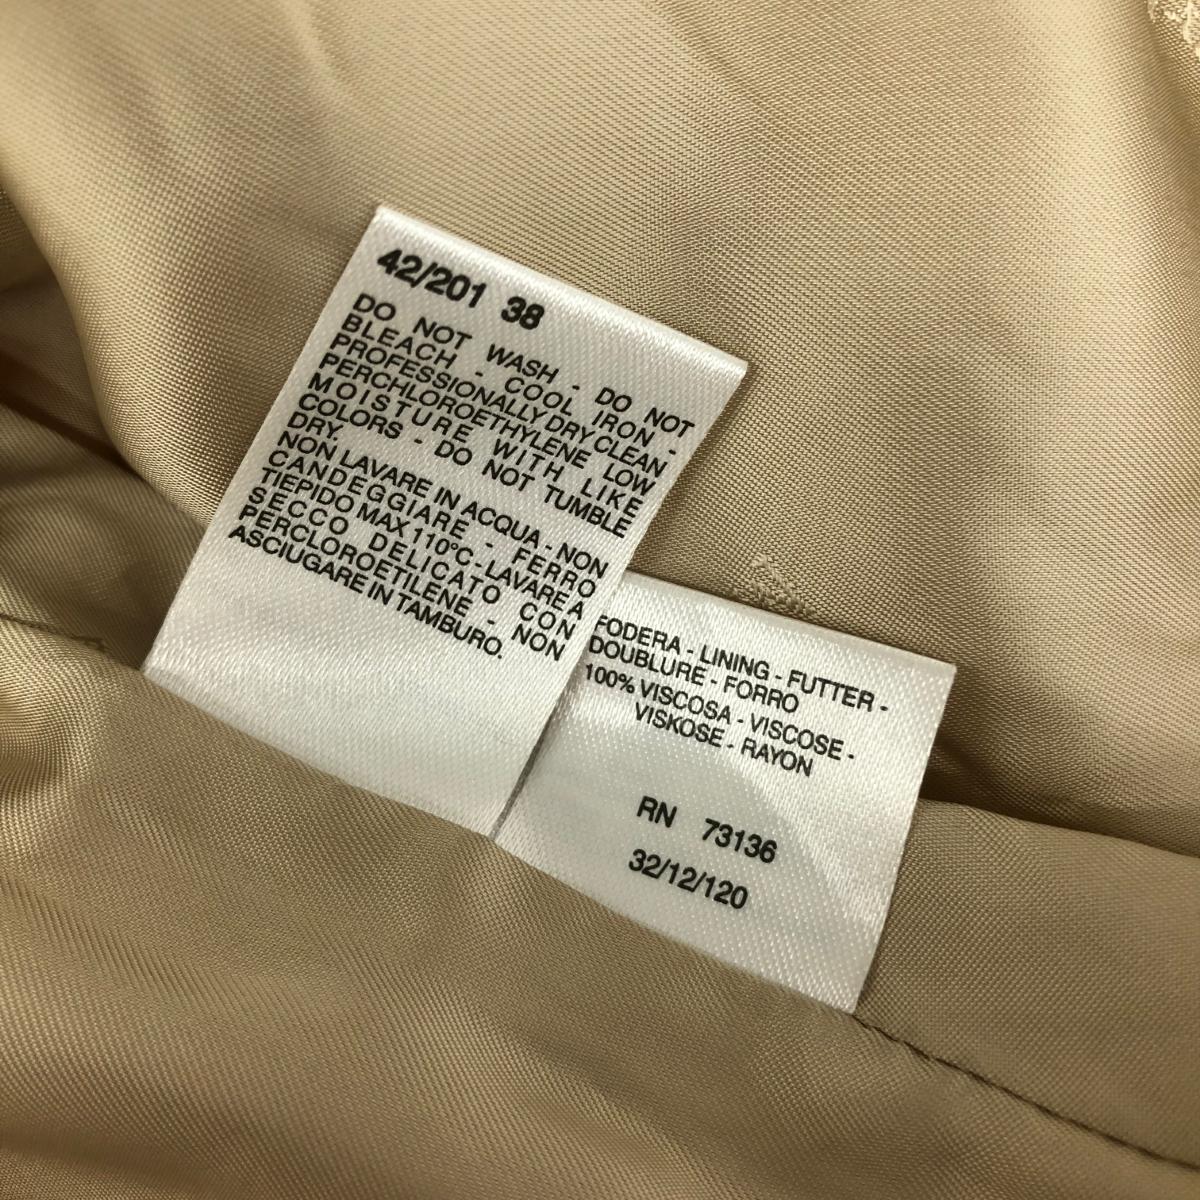 42/201 38
DO NOT WASH - DO NOT
BLEACH - COOL IRON -
PROFESSIONALLY DRY CLEAN
PERCHLOROETHYLENE LOW
MOISTURE WITH LIKE
COLORS - DO NOT TUMBLE
DRY.
NON LAVARE IN ACQUA - NON
CANDEGGIARE - FERRO
TIEPIDO MAX 110°C - LAVARE A
SECCO DELICATO CON
PERCLOROETILENE - NON
ASCIUGARE IN TAMBURO.
FODERA - LINING - FUTTER -
DOUBLURE - FORRO
100% VISCOSA - VISCOSE -
VISKOSE - RAYON
RN 73136
32/12/120